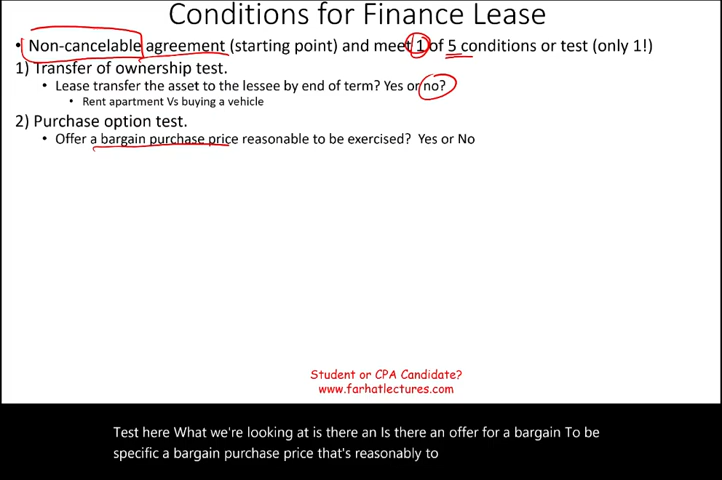 Conditions for Finance Lease
• Non-cancelable agreement (starting point) and meet 1 of 5 conditions or test (only 1!)
1) Transfer of ownership test.
• Lease transfer the asset to the lessee by end of term? Yes or no?
• Rent apartment Vs buying a vehicle
2) Purchase option test.
• Offer a bargain purchase price reasonable to be exercised? Yes or No
Student or CPA Candidate?
www.farhatlectures.com
Test here What we're looking at is there an Is there an offer for a bargain To be
specific a bargain purchase price that's reasonably to